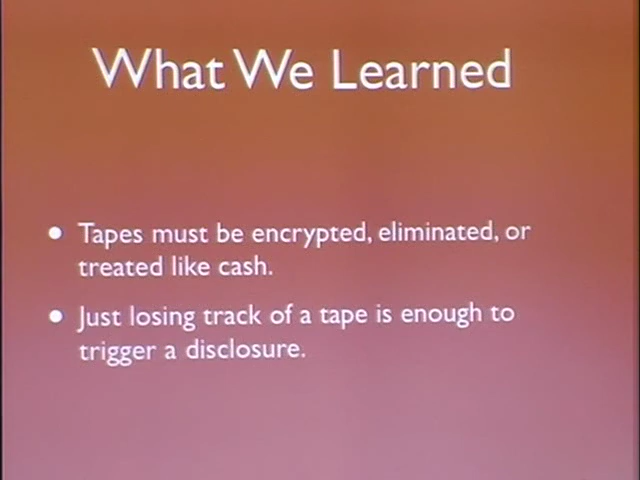 What We Learned
• Tapes must be encrypted, eliminated, or
treated like cash.
• Just losing track of a tape is enough to
trigger a disclosure.